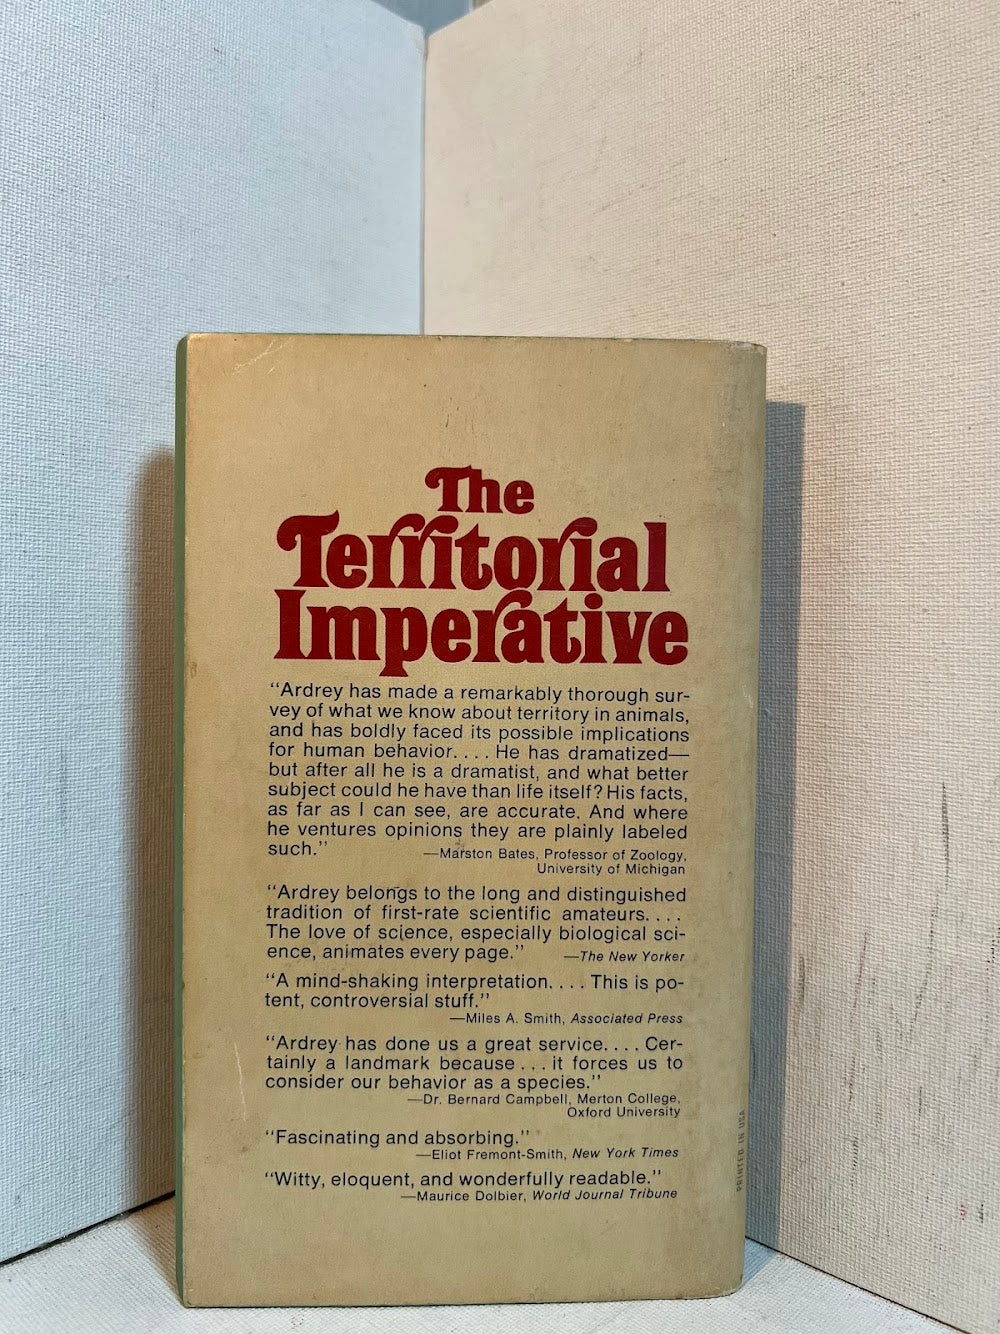 The
Territorial
Imperative
"Ardrey has made a remarkably thorough sur-
vey of what we know about territory in animals,
and has boldly faced its possible implications
for human behavior. . . . He has dramatized—
but after all he is a dramatist, and what better
subject could he have than life itself? His facts,
as far as I can see, are accurate. And where
he ventures opinions they are plainly labeled
such."
—Marston Bates, Professor of Zoology,
University of Michigan
"Ardrey belongs to the long and distinguished
tradition of first-rate scientific amateurs. . . .
The love of science, especially biological sci-
ence, animates every page."
—The New Yorker
"A mind-shaking interpretation. . . . This is po-
tent, controversial stuff."
—Miles A. Smith, Associated Press
"Ardrey has done us a great service. . . . Cer-
tainly a landmark because . . . it forces us to
consider our behavior as a species."
—Dr. Bernard Campbell, Merton College,
Oxford University
"Fascinating and absorbing."
—Eliot Fremont-Smith, New York Times
"Witty, eloquent, and wonderfully readable."
—Maurice Dolbier, World Journal Tribune
PRINTED IN USA